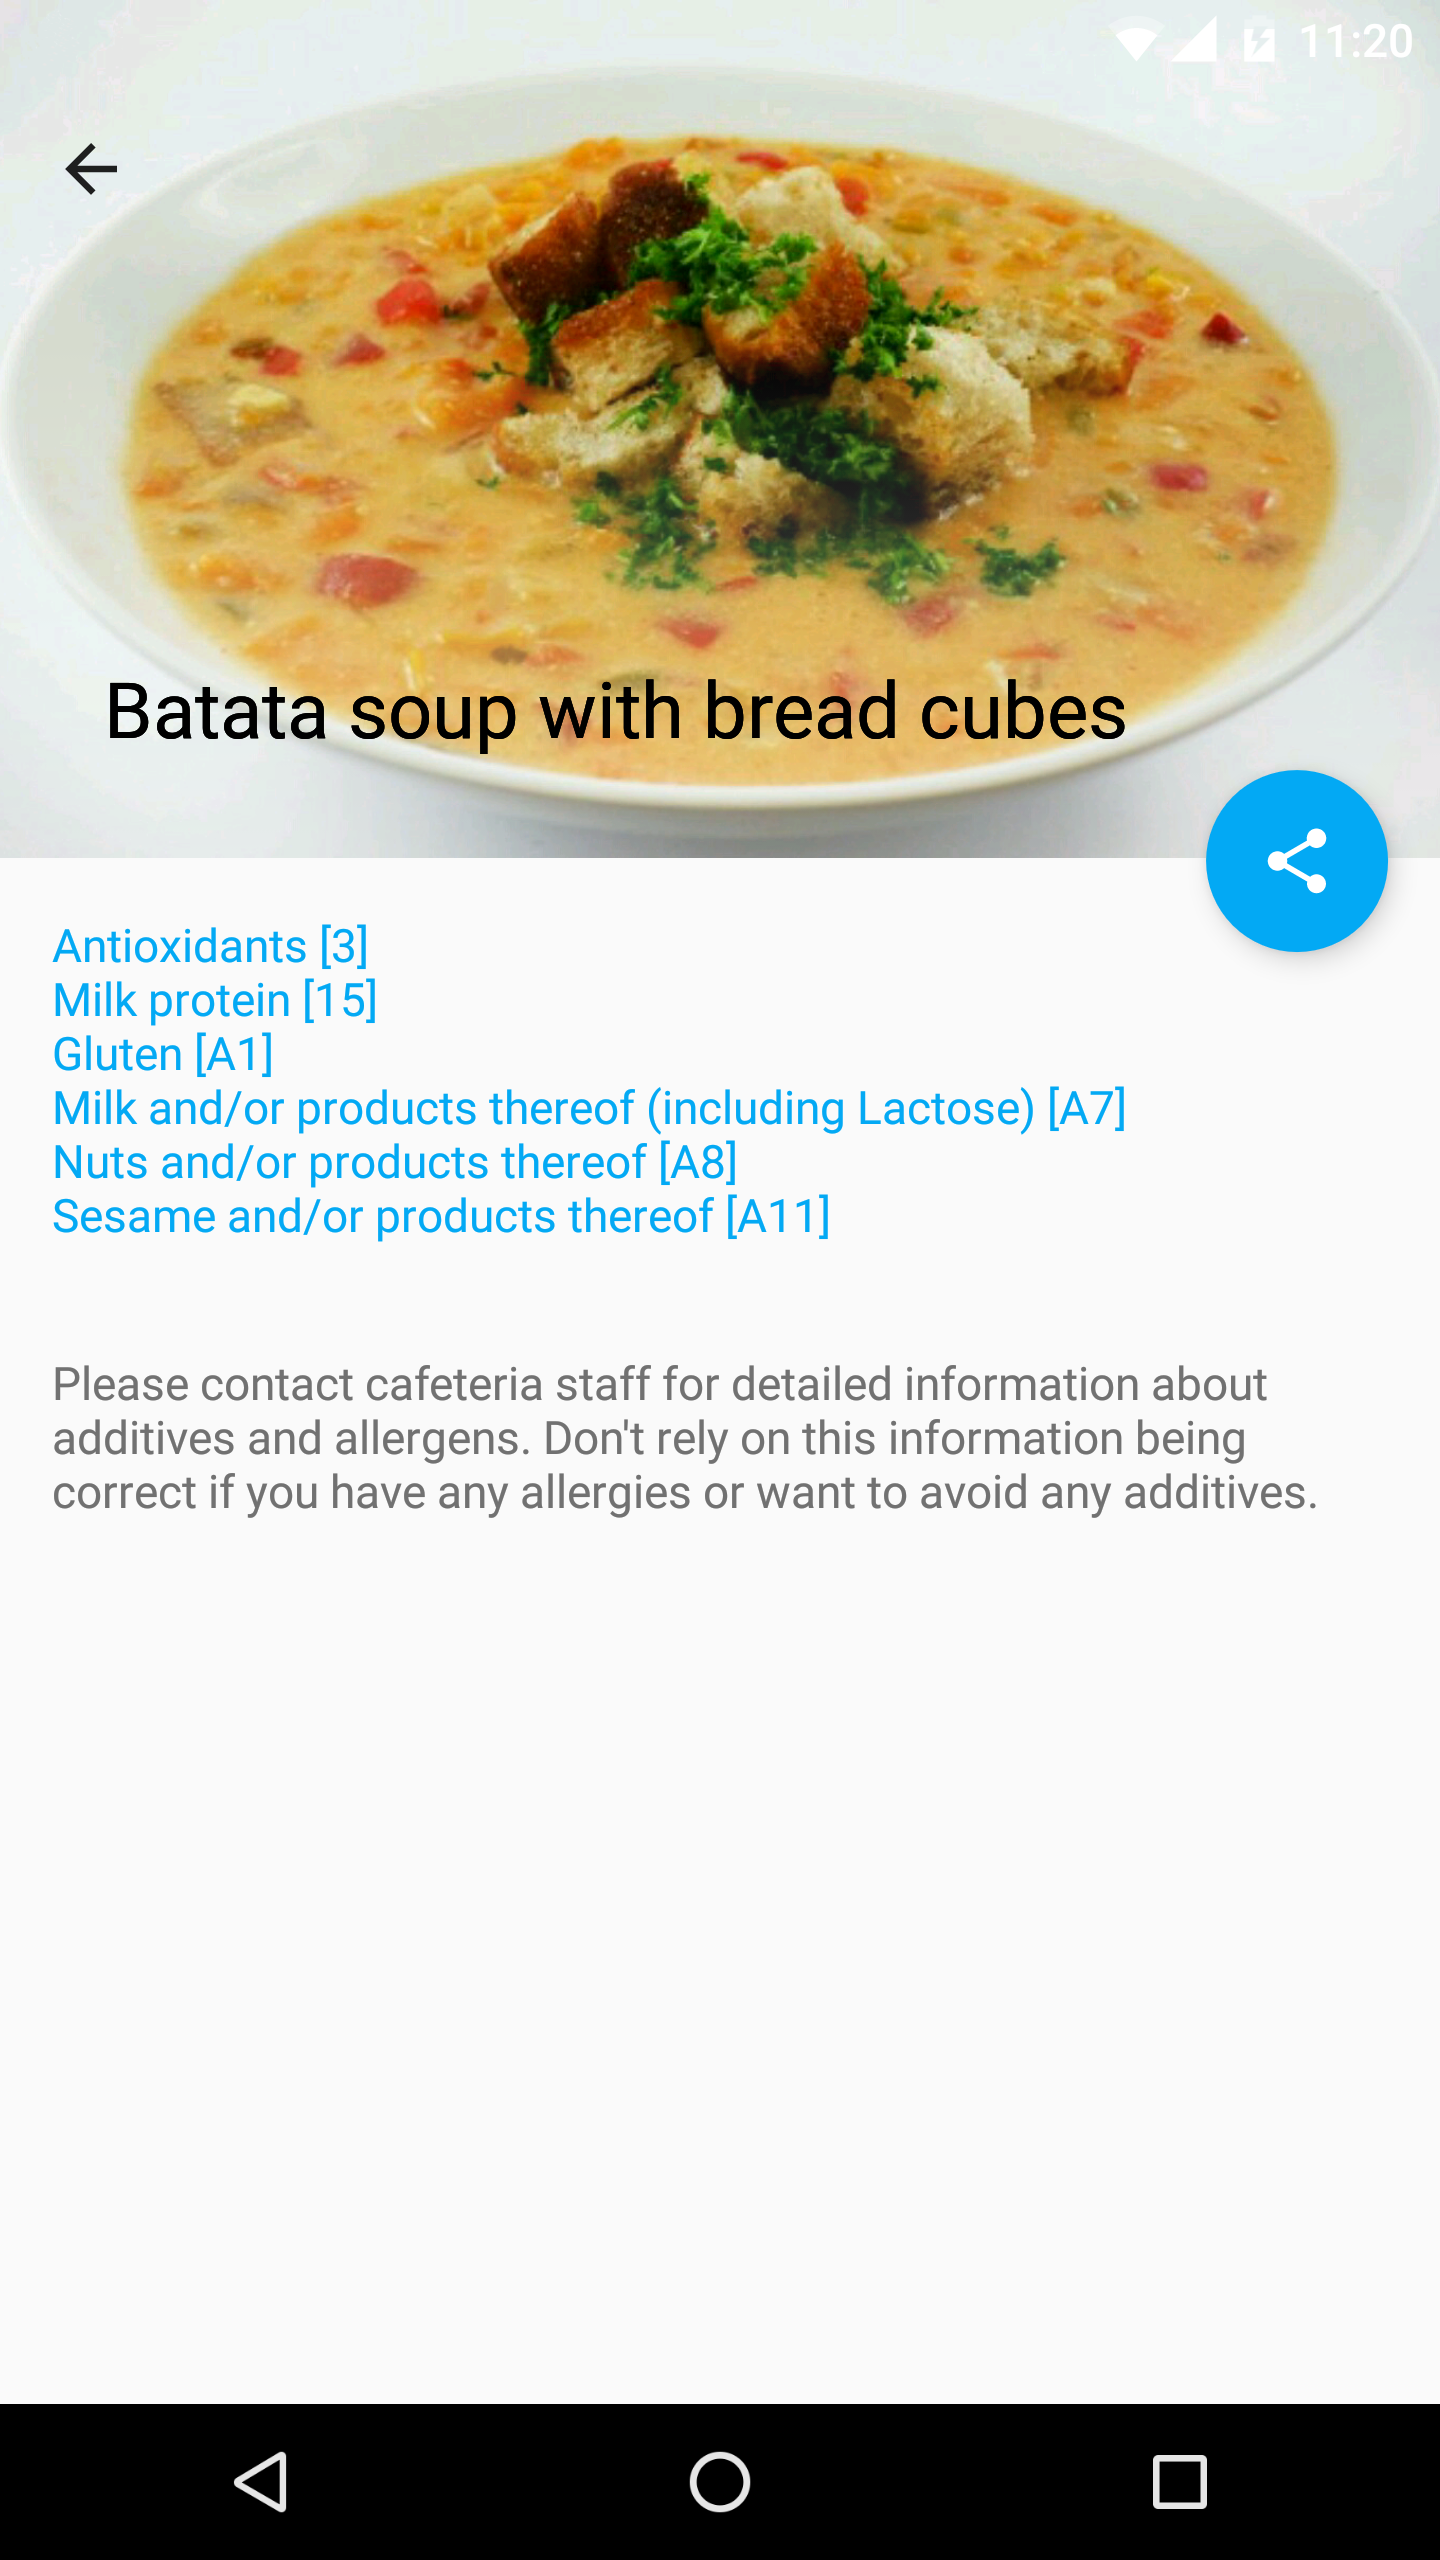 11:20
Batata soup with bread cubes
Antioxidants [3]
Milk protein [15]
Gluten [A1]
Milk and/or products thereof (including Lactose) [A7]
Nuts and/or products thereof [A8]
Sesame and/or products thereof [A11]
Please contact cafeteria staff for detailed information about
additives and allergens. Don't rely on this information being
correct if you have any allergies or want to avoid any additives.